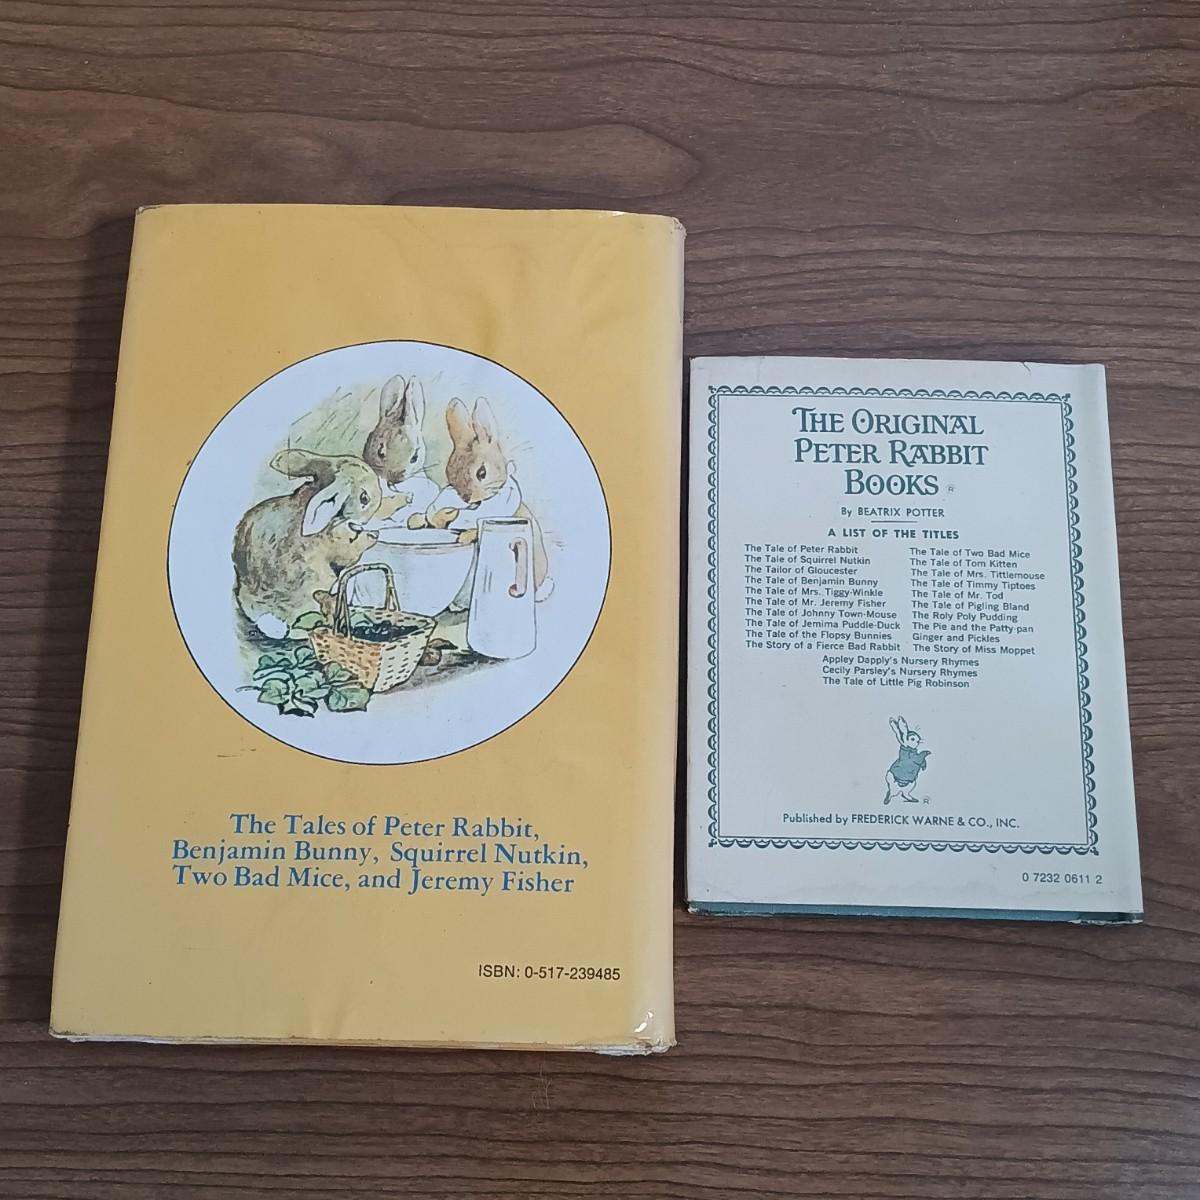 The Tales of Peter Rabbit,
Benjamin Bunny, Squirrel Nutkin,
Two Bad Mice, and Jeremy Fisher
ISBN: 0-517-239485
THE ORIGINAL
PETER RABBIT
BOOKS ®
By BEATRIX POTTER
A LIST OF THE TITLES
The Tale of Peter Rabbit
The Tale of Squirrel Nutkin
The Tailor of Gloucester
The Tale of Benjamin Bunny
The Tale of Mrs. Tiggy-Winkle
The Tale of Mr. Jeremy Fisher
The Tale of Johnny Town-Mouse
The Tale of Jemima Puddle-Duck
The Tale of the Flopsy Bunnies
The Story of a Fierce Bad Rabbit
The Tale of Two Bad Mice
The Tale of Tom Kitten
The Tale of Mrs. Tittlemouse
The Tale of Timmy Tiptoes
The Tale of Mr. Tod
The Tale of Pigling Bland
The Roly Poly Pudding
The Pie and the Patty-pan
Ginger and Pickles
The Story of Miss Moppet
Appley Dapply's Nursery Rhymes
Cecily Parsley's Nursery Rhymes
The Tale of Little Pig Robinson
®
Published by FREDERICK WARNE & CO., INC.
0 7232 0611 2